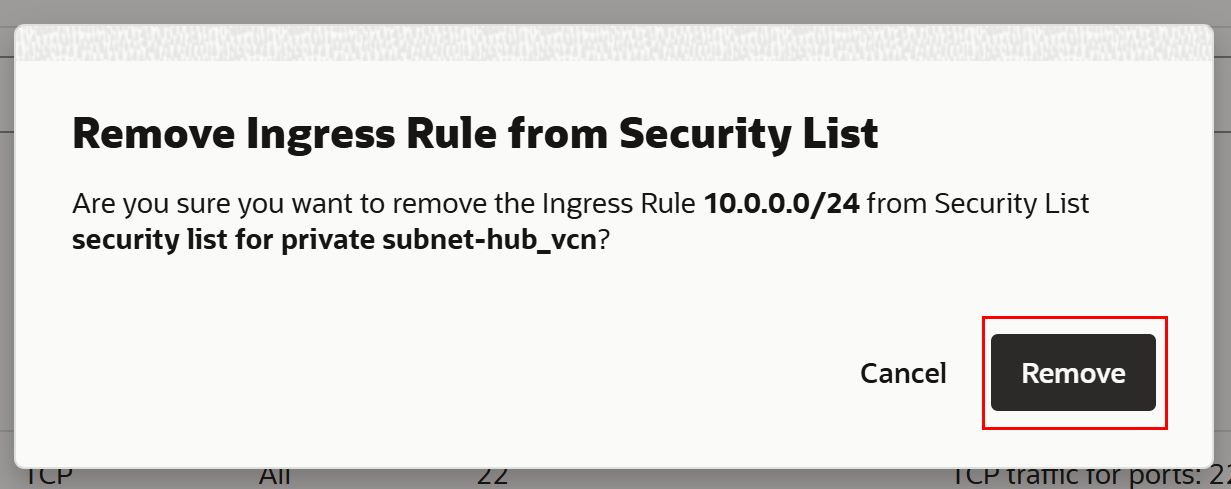 Remove Ingress Rule from Security List
Are you sure you want to remove the Ingress Rule 10.0.0.0/24 from Security List
security list for private subnet-hub_vcn?
Cancel Remove
TCP All 22 TCP traffic for ports: 22